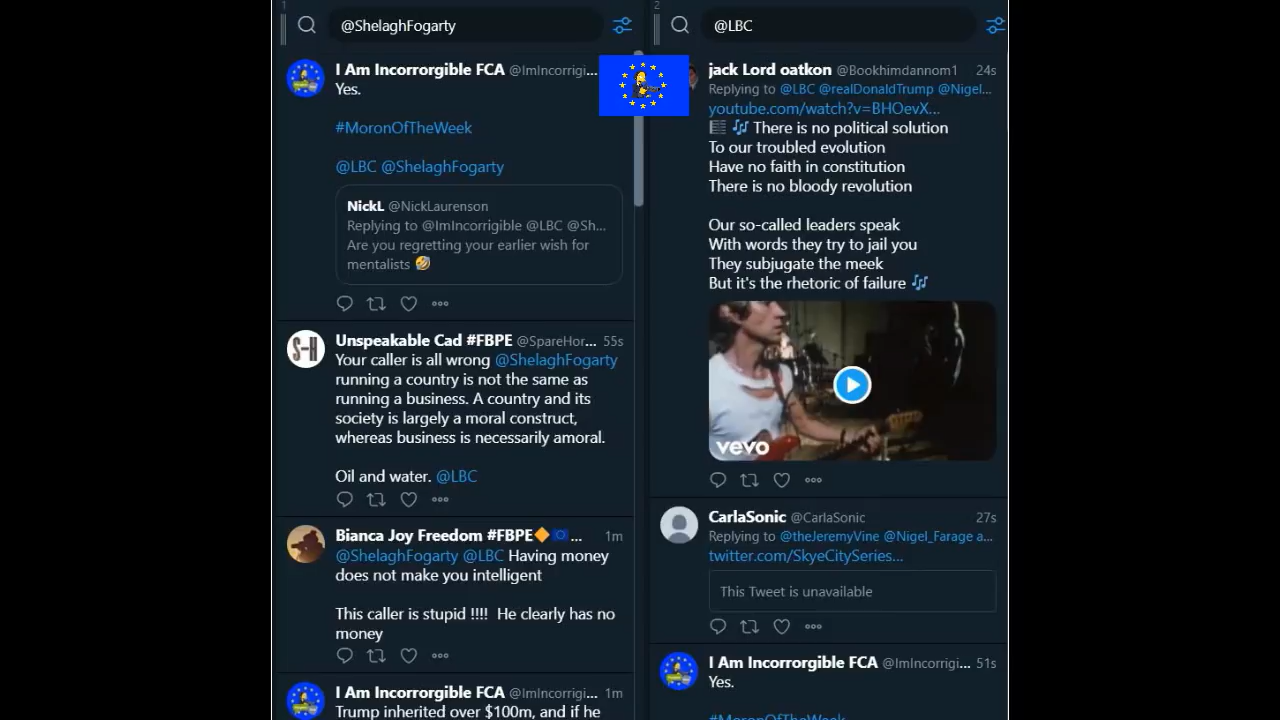 1
@ShelaghFogarty
I Am Incorrorgible FCA @ImIncorrigi...
Yes.
#MoronOfTheWeek
@LBC @ShelaghFogarty
NickL @NickLaurenson
Replying to @ImIncorrigible @LBC @Sh...
Are you regretting your earlier wish for
mentalists 🤣
Unspeakable Cad #FBPE @SpareHor... 55s
S-H
Your caller is all wrong @ShelaghFogarty
running a country is not the same as
running a business. A country and its
society is largely a moral construct,
whereas business is necessarily amoral.
Oil and water. @LBC
Bianca Joy Freedom #FBPE🔶🇪🇺... 1m
@ShelaghFogarty @LBC Having money
does not make you intelligent
This caller is stupid !!!! He clearly has no
money
I Am Incorrorgible FCA @ImIncorrigi... 1m
Trump inherited over $100m, and if he
2
@LBC
jack Lord oatkon @Bookhimdannom1 24s
Replying to @LBC @realDonaldTrump @Nigel...
youtube.com/watch?v=BHOevX...
🎼 🎶 There is no political solution
To our troubled evolution
Have no faith in constitution
There is no bloody revolution
Our so-called leaders speak
With words they try to jail you
They subjugate the meek
But it's the rhetoric of failure 🎶
vevo
CarlaSonic @CarlaSonic 27s
Replying to @theJeremyVine @Nigel_Farage a...
twitter.com/SkyeCitySeries...
This Tweet is unavailable
I Am Incorrorgible FCA @ImIncorrigi... 51s
Yes.
#MoronOfTheWeek